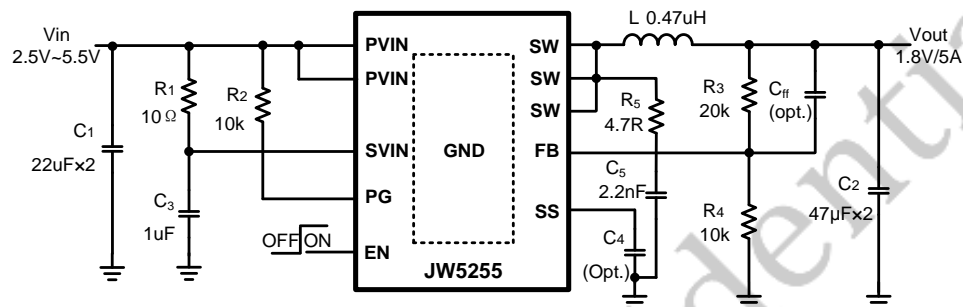 L 0.47uH
Vin
2.5V~5.5V
Vout
1.8V/5A
PVIN
SW
PVIN
SW
SW
R1
10Ω
R2
10k
R5
4.7R
R3
20k
Cff
(opt.)
C1
22uF×2
SVIN
GND
FB
C3
1uF
PG
C5
2.2nF
C2
47µF×2
SS
R4
10k
OFF ON
EN
C4
(Opt.)
JW5255